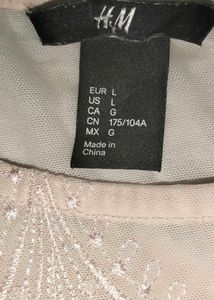 H&M
EUR L
US L
CA G
CN 175/104A
MX G
Made in
China